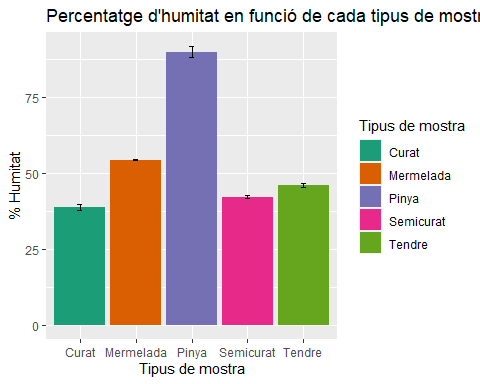 Percentatge d'humitat en funció de cada tipus de mostr
% Humitat
75
50
25
0
Curat Mermelada Pinya Semicurat Tendre
Tipus de mostra
Tipus de mostra
Curat
Mermelada
Pinya
Semicurat
Tendre